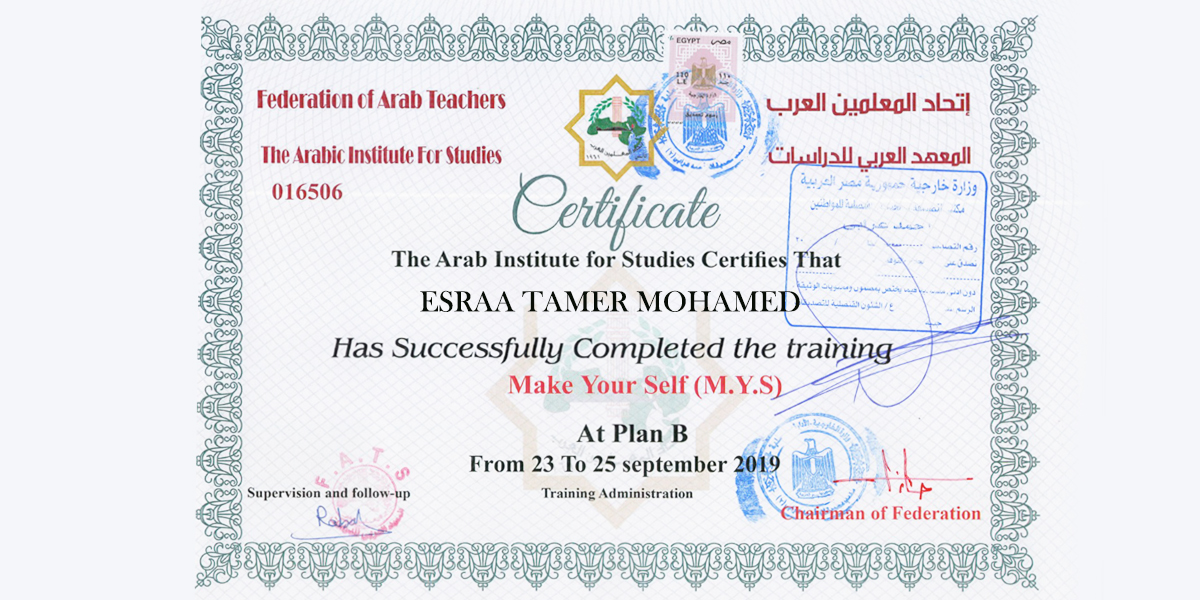 EGYPT مصر
Federation of Arab Teachers
إتحاد المعلمين العرب
The Arabic Institute For Studies
المعهد العربي للدراسات
016506
وزارة خارجية جمهورية مصر العربية
Certificate
The Arab Institute for Studies Certifies That
ESRAA TAMER MOHAMED
Has Successfully Completed the training
Make Your Self (M.Y.S)
At Plan B
From 23 To 25 september 2019
F.A.T.S
Supervision and follow-up
Training Administration
Chairman of Federation